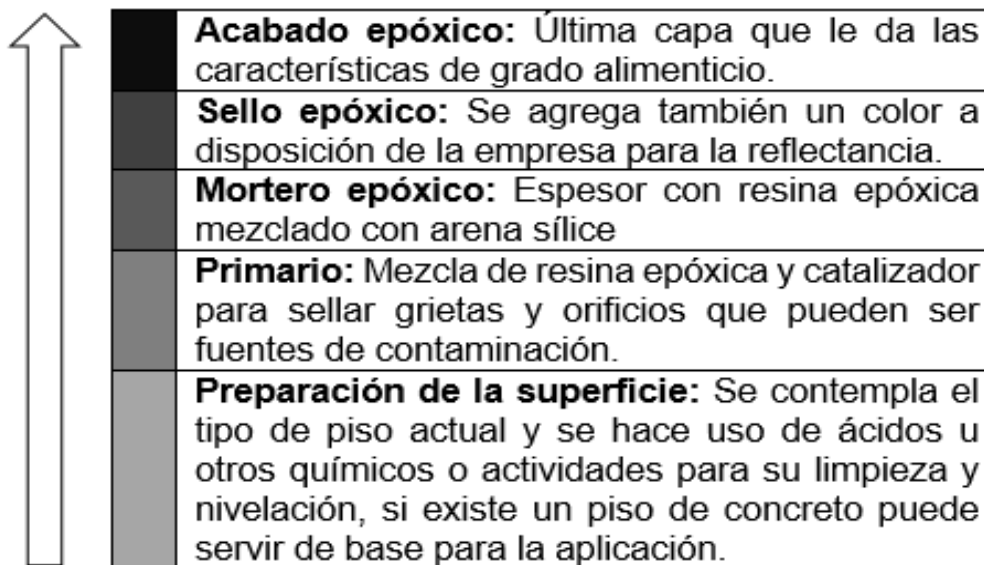 Acabado epóxico: Última capa que le da las
características de grado alimenticio.
Sello epóxico: Se agrega también un color a
disposición de la empresa para la reflectancia.
Mortero epóxico: Espesor con resina epóxica
mezclado con arena sílice
Primario: Mezcla de resina epóxica y catalizador
para sellar grietas y orificios que pueden ser
fuentes de contaminación.
Preparación de la superficie: Se contempla el
tipo de piso actual y se hace uso de ácidos u
otros químicos o actividades para su limpieza y
nivelación, si existe un piso de concreto puede
servir de base para la aplicación.